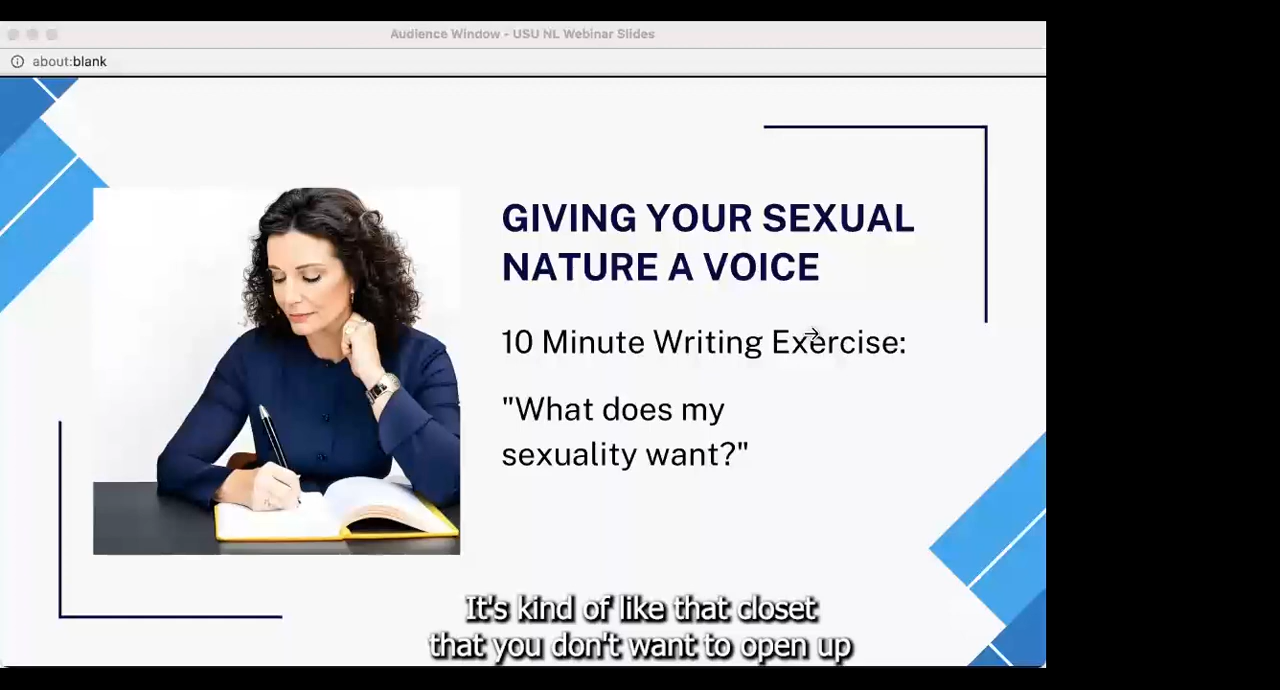 Audience Window - USU NL Webinar Slides
about:blank
GIVING YOUR SEXUAL
NATURE A VOICE
10 Minute Writing Exercise:
"What does my
sexuality want?"
It's kind of like that closet
that you don't want to open up